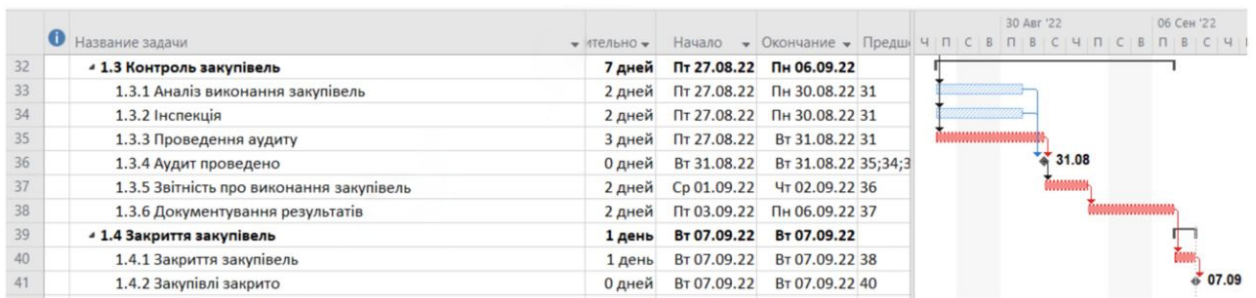 30 Авг '22 06 Сен '22
Название задачи ительно Начало Окончание Предш Ч П С В П В С Ч П С В П В С Ч
32 1.3 Контроль закупівель 7 дней Пт 27.08.22 Пн 06.09.22
33 1.3.1 Аналіз виконання закупівель 2 дней Пт 27.08.22 Пн 30.08.22 31
34 1.3.2 Інспекція 2 дней Пт 27.08.22 Пн 30.08.22 31
35 1.3.3 Проведення аудиту 3 дней Пт 27.08.22 Вт 31.08.22 31
36 1.3.4 Аудит проведено 0 дней Вт 31.08.22 Вт 31.08.22 35;34;3 31.08
37 1.3.5 Звітність про виконання закупівель 2 дней Ср 01.09.22 Чт 02.09.22 36
38 1.3.6 Документування результатів 2 дней Пт 03.09.22 Пн 06.09.22 37
39 1.4 Закриття закупівель 1 день Вт 07.09.22 Вт 07.09.22
40 1.4.1 Закриття закупівель 1 день Вт 07.09.22 Вт 07.09.22 38
41 1.4.2 Закупівлі закрито 0 дней Вт 07.09.22 Вт 07.09.22 40 07.09